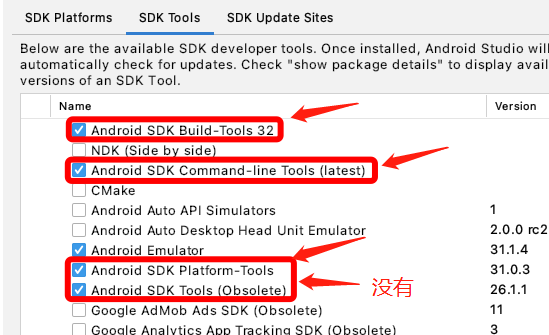 SDK Platforms SDK Tools SDK Update Sites
Below are the available SDK developer tools. Once installed, Android Studio will
automatically check for updates. Check "show package details" to display avai
versions of an SDK Tool.
Name Version
Android SDK Build-Tools 32
NDK (Side by side)
Android SDK Command-line Tools (latest)
CMake
Android Auto API Simulators 1
Android Auto Desktop Head Unit Emulator 2.0.0 rc2
Android Emulator 31.1.4
Android SDK Platform-Tools 31.0.3
Android SDK Tools (Obsolete) 26.1.1
没有
Google AdMob Ads SDK (Obsolete) 11
Google Analytics App Tracking SDK (Obsolete) 3